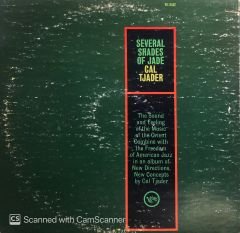 SEVERAL
SHADES
OF JADE
CAL
TJADER
The Sound
and Feeling
of the Music
of the Orient
Combine with
the Freedom
of American Jazz
in an album of
New Directions,
New Concepts
by Cal Tjader
Verve
CS Scanned with CamScanner